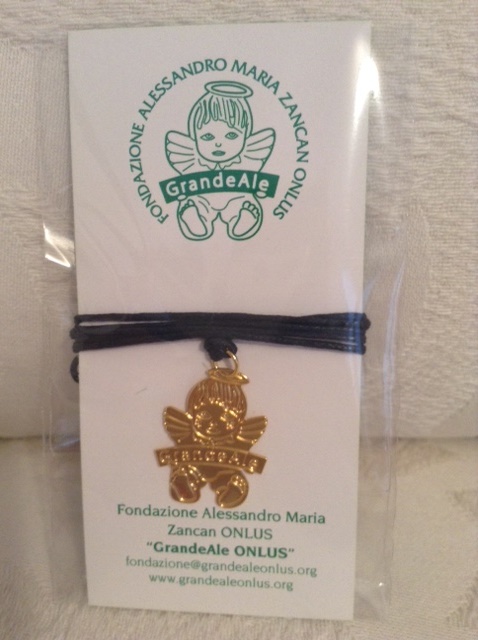 FONDAZIONE ALESSANDRO MARIA ZANCAN ONLUS
GrandeAle
GrandeAle
Fondazione Alessandro Maria
Zancan ONLUS
"GrandeAle ONLUS"
fondazione@grandealeonlus.org
www.grandealeonlus.org